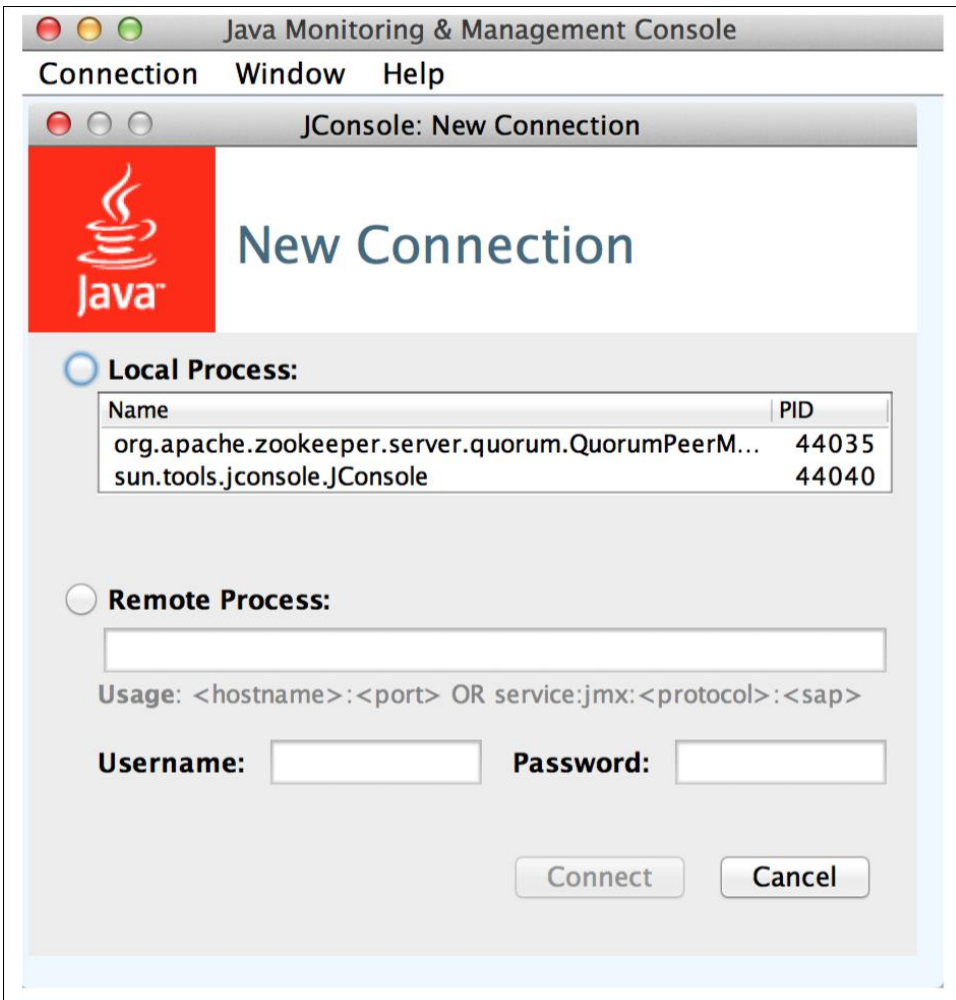 Java Monitoring & Management Console
Connection Window Help
JConsole: New Connection
Java™
New Connection
Local Process:
Name PID
org.apache.zookeeper.server.quorum.QuorumPeerM... 44035
sun.tools.jconsole.JConsole 44040
Remote Process:
Usage: <hostname>:<port> OR service:jmx:<protocol>:<sap>
Username: Password:
Connect Cancel